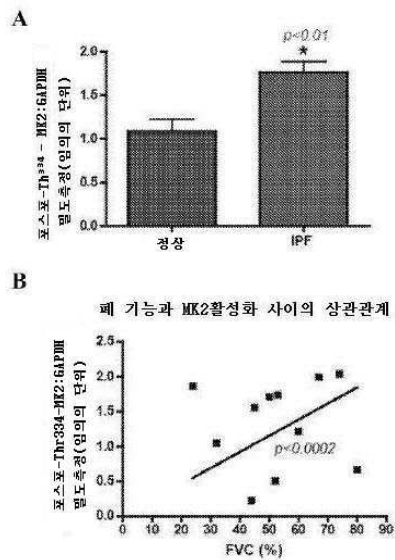 A
포스포-Th³³⁴ - MK2:GAPDH
밀도측정(임의의 단위)
2.0
1.5
1.0
0.5
0.0
p<0.01
*
정상
IPF
B
폐 기능과 MK2활성화 사이의 상관관계
포스포-Thr334-MK2:GAPDH
밀도측정(임의의 단위)
2.5
2.0
1.5
1.0
0.5
0.0
p<0.0002
0 10 20 30 40 50 60 70 80 90
FVC (%)